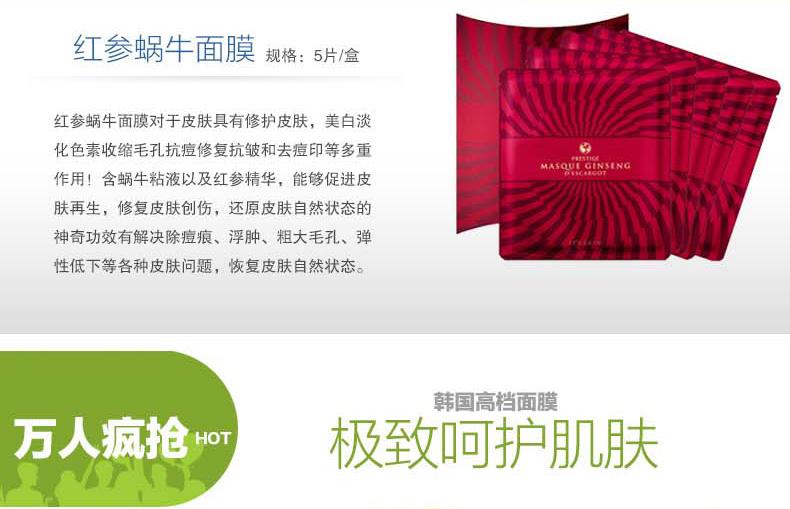 红参蜗牛面膜 规格：5片/盒
红参蜗牛面膜对于皮肤具有修护皮肤，美白淡
化色素收缩毛孔抗痘修复抗皱和去痘印等多重
作用！含蜗牛粘液以及红参精华，能够促进皮
肤再生，修复皮肤创伤，还原皮肤自然状态的
神奇功效有解决除痘痕、浮肿、粗大毛孔、弹
性低下等各种皮肤问题，恢复皮肤自然状态。
PRESTIGE
MASQUE GINSENG
D'ESCARGOT
IT'S SKIN
万人疯抢 HOT
韩国高档面膜
极致呵护肌肤